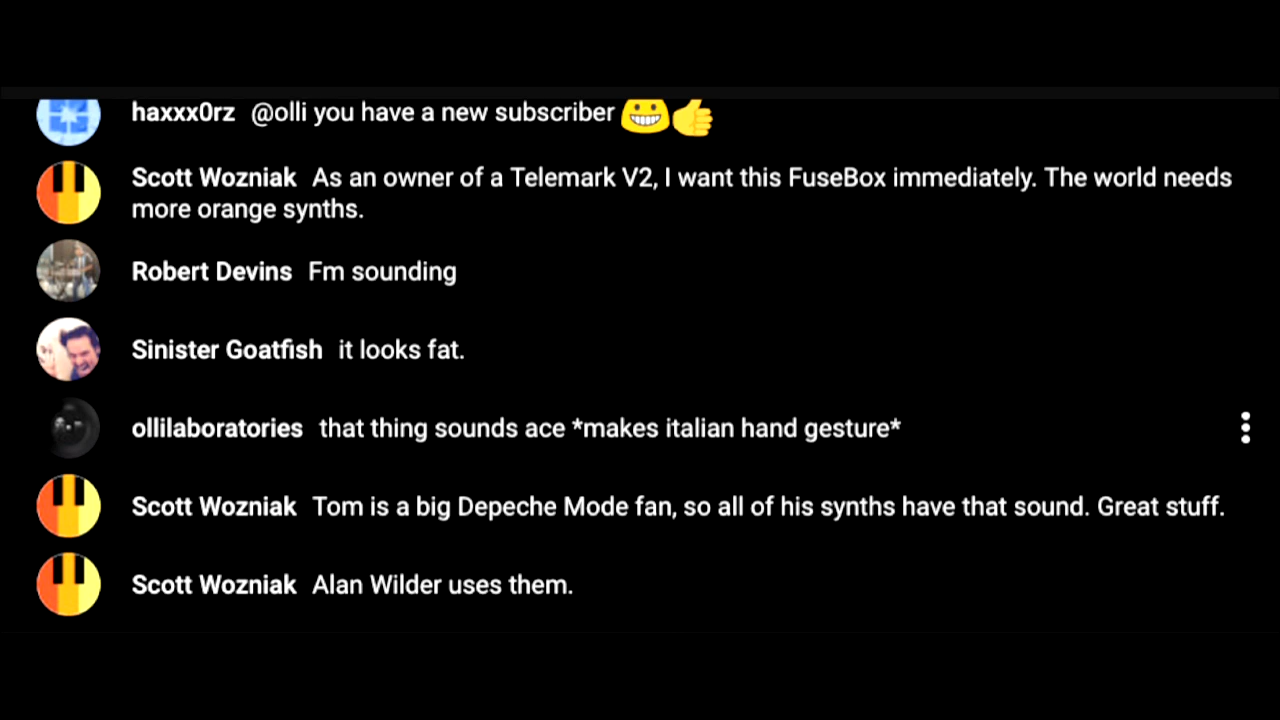 haxxx0rz @olli you have a new subscriber 😀👍
Scott Wozniak As an owner of a Telemark V2, I want this FuseBox immediately. The world needs
more orange synths.
Robert Devins Fm sounding
Sinister Goatfish it looks fat.
ollilaboratories that thing sounds ace *makes italian hand gesture*
Scott Wozniak Tom is a big Depeche Mode fan, so all of his synths have that sound. Great stuff.
Scott Wozniak Alan Wilder uses them.